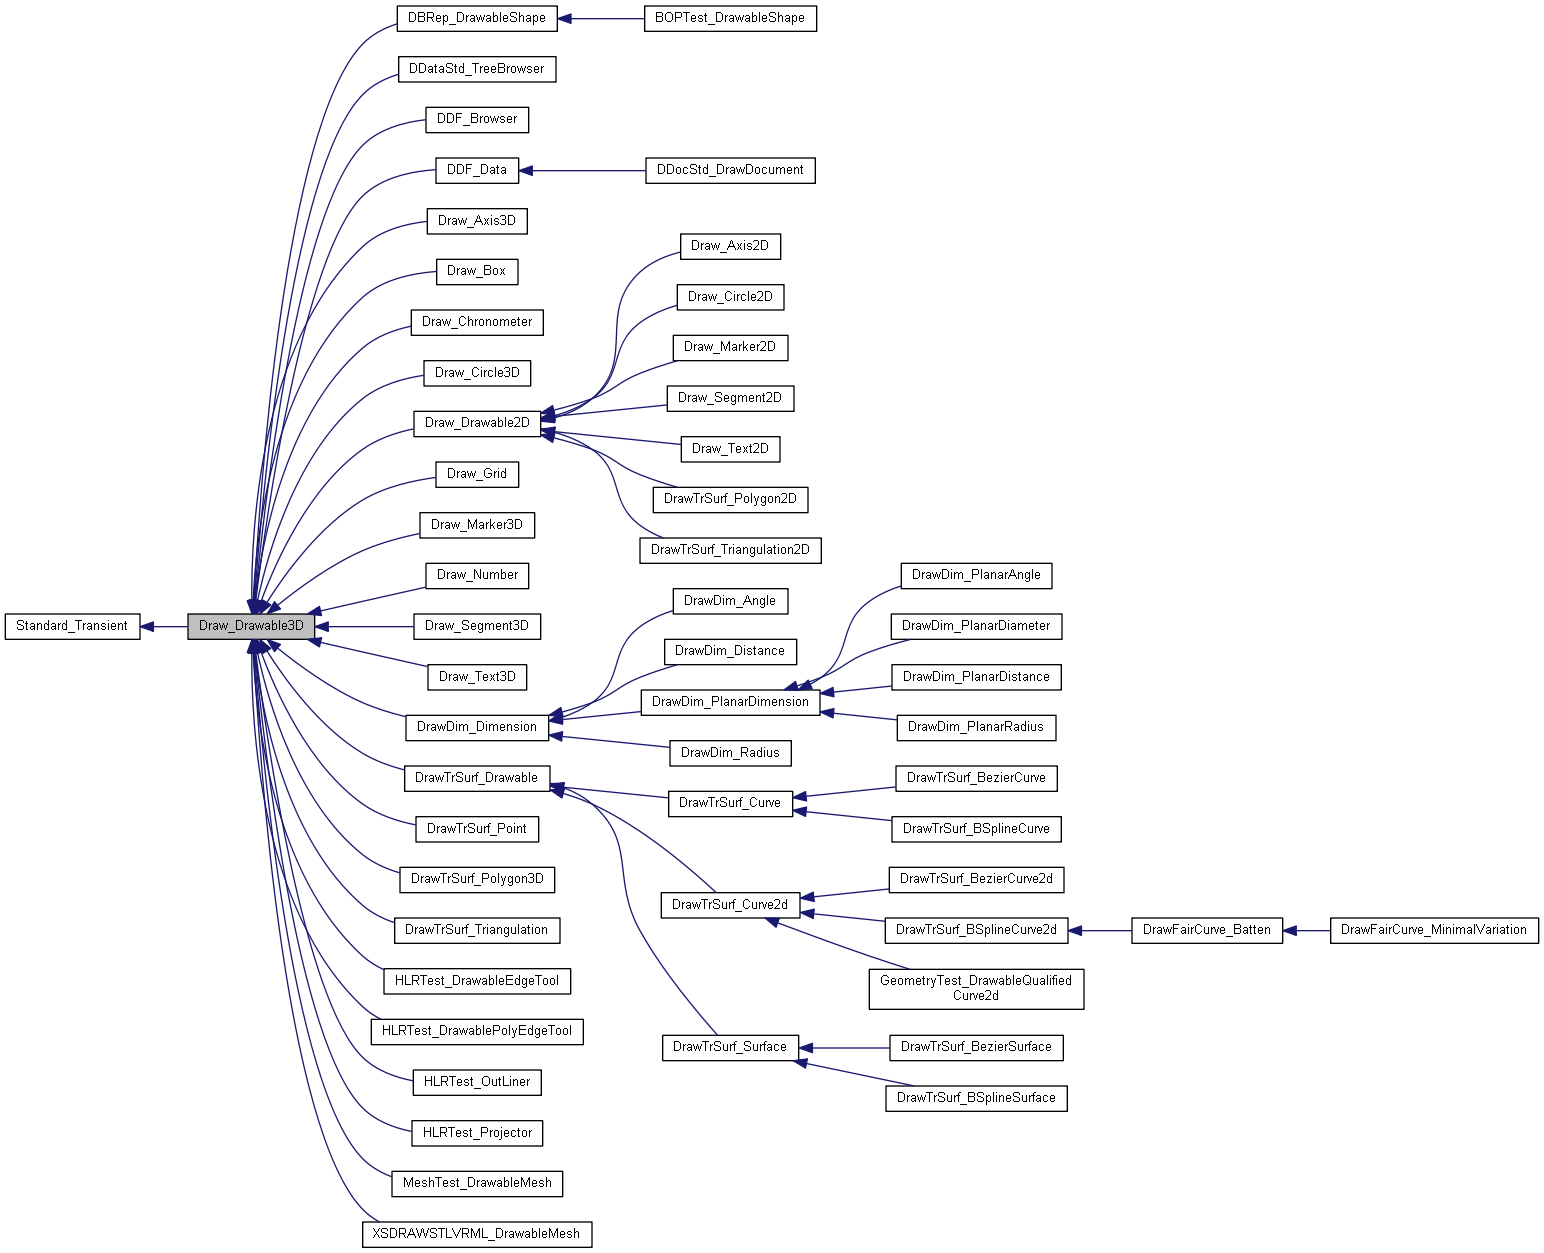 DBRep_DrawableShape
BOPTest_DrawableShape
DDataStd_TreeBrowser
DDF_Browser
DDF_Data
DDocStd_DrawDocument
Draw_Axis3D
Draw_Axis2D
Draw_Box
Draw_Circle2D
Draw_Chronometer
Draw_Marker2D
Draw_Circle3D
Draw_Segment2D
Draw_Drawable2D
Draw_Text2D
Draw_Grid
DrawTrSurf_Polygon2D
Draw_Marker3D
DrawTrSurf_Triangulation2D
Draw_Number
DrawDim_PlanarAngle
DrawDim_Angle
Standard_Transient
Draw_Drawable3D
Draw_Segment3D
DrawDim_PlanarDiameter
DrawDim_Distance
Draw_Text3D
DrawDim_PlanarDistance
DrawDim_PlanarDimension
DrawDim_Dimension
DrawDim_PlanarRadius
DrawDim_Radius
DrawTrSurf_Drawable
DrawTrSurf_BezierCurve
DrawTrSurf_Curve
DrawTrSurf_Point
DrawTrSurf_BSplineCurve
DrawTrSurf_Polygon3D
DrawTrSurf_BezierCurve2d
DrawTrSurf_Curve2d
DrawTrSurf_Triangulation
DrawTrSurf_BSplineCurve2d
DrawFairCurve_Batten
DrawFairCurve_MinimalVariation
HLRTest_DrawableEdgeTool
GeometryTest_DrawableQualified
Curve2d
HLRTest_DrawablePolyEdgeTool
DrawTrSurf_Surface
DrawTrSurf_BezierSurface
HLRTest_OutLiner
DrawTrSurf_BSplineSurface
HLRTest_Projector
MeshTest_DrawableMesh
XSDRAWSTLVRML_DrawableMesh